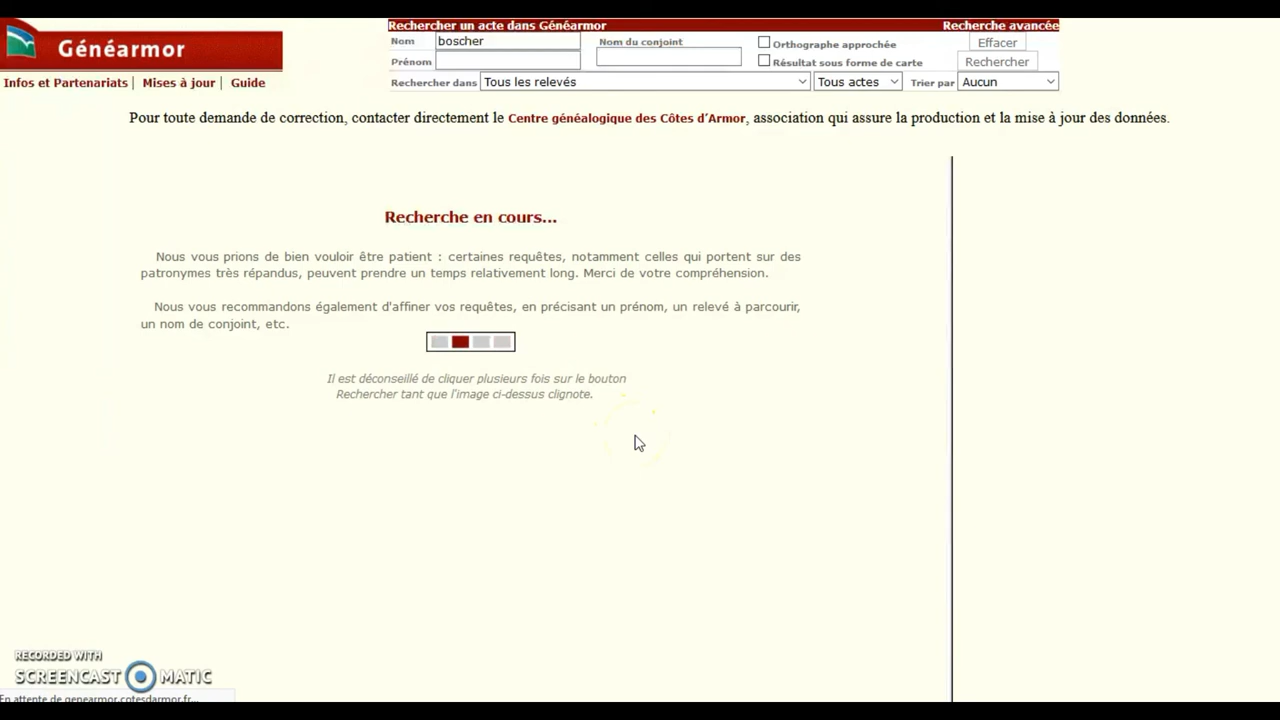 Généarmor
Infos et Partenariats | Mises à jour | Guide
Rechercher un acte dans Généarmor
Recherche avancée
Nom boscher
Nom du conjoint
Orthographe approchée
Effacer
Prénom
Résultat sous forme de carte
Rechercher
Rechercher dans Tous les relevés Tous actes Trier par Aucun
Pour toute demande de correction, contacter directement le Centre généalogique des Côtes d'Armor, association qui assure la production et la mise à jour des données.
Recherche en cours...
Nous vous prions de bien vouloir être patient : certaines requêtes, notamment celles qui portent sur des
patronymes très répandus, peuvent prendre un temps relativement long. Merci de votre compréhension.
Nous vous recommandons également d'affiner vos requêtes, en précisant un prénom, un relevé à parcourir,
un nom de conjoint, etc.
Il est déconseillé de cliquer plusieurs fois sur le bouton
Rechercher tant que l'image ci-dessus clignote.
RECORDED WITH
SCREENCAST MATIC
En attente de genearmor.cotesdarmor.fr...